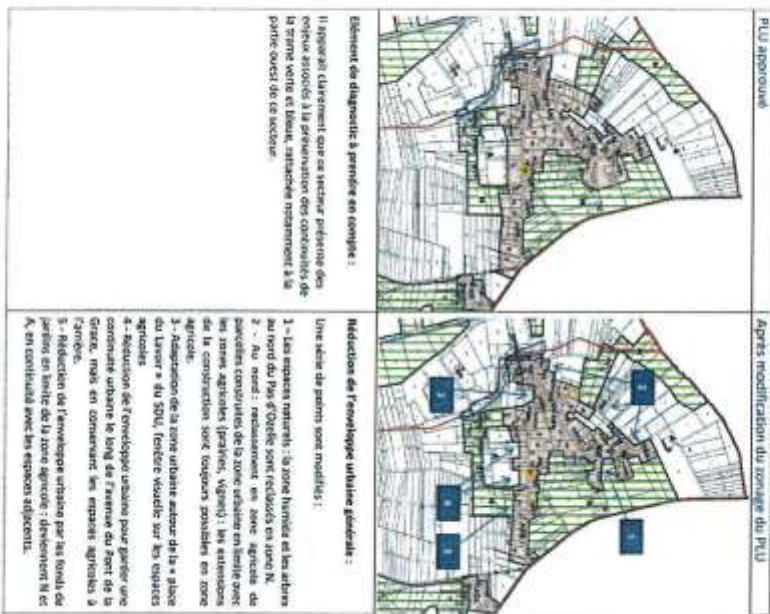 PLU approuvé
Après modification du zonage du PLU
Elément de diagnostic à prendre en compte :
Il apparait clairement que ce secteur présente des
enjeux associés à la préservation des continuités de
la trame verte et bleue, rattachée notamment à la
partie ouest de ce secteur.
Réduction de l'enveloppe urbaine générale :
Une série de points sont modifiés :
1 – Les espaces naturels : la zone humide et les arbres
au nord du Pas d'Ozelle sont reclassés en zone N.
2 - Au nord : reclassement en zone agricole de
parcelles construites de la zone urbaine en limite avec
les zones agricoles (prairies, vignes) : les extensions
de la construction sont toujours possibles en zone
agricole.
3 - Adaptation de la zone urbaine autour de la « place
du Lavoir » du SDU, fenêtre visuelle sur les espaces
agricoles
4 - Réduction de l'enveloppe urbaine pour garder une
continuité urbaine le long de l'avenue du Pont de la
Grace, mais en conservant les espaces agricoles à
l'arrière.
5 - Réduction de l'enveloppe urbaine par les fonds de
jardins en limite de la zone agricole : deviennent N et
A, en continuité avec les espaces adjacents.